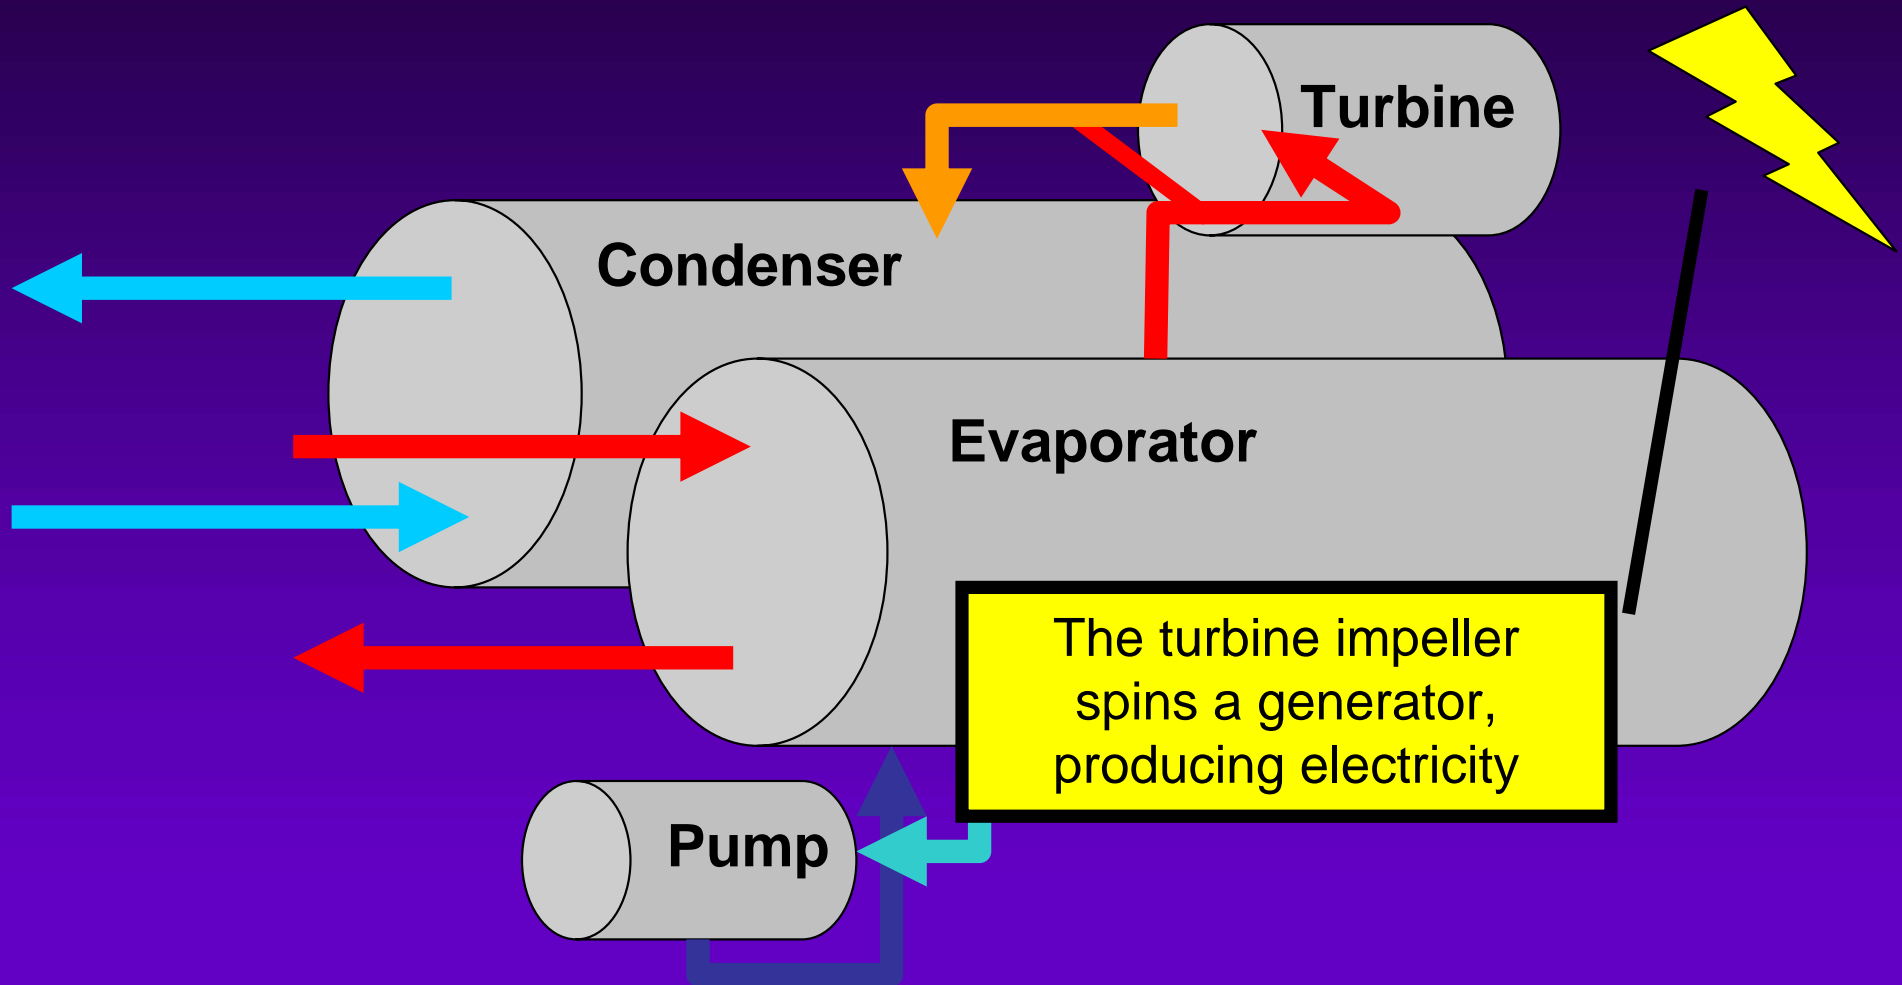 Turbine
Condenser
Evaporator
The turbine impeller
spins a generator,
producing electricity
Pump